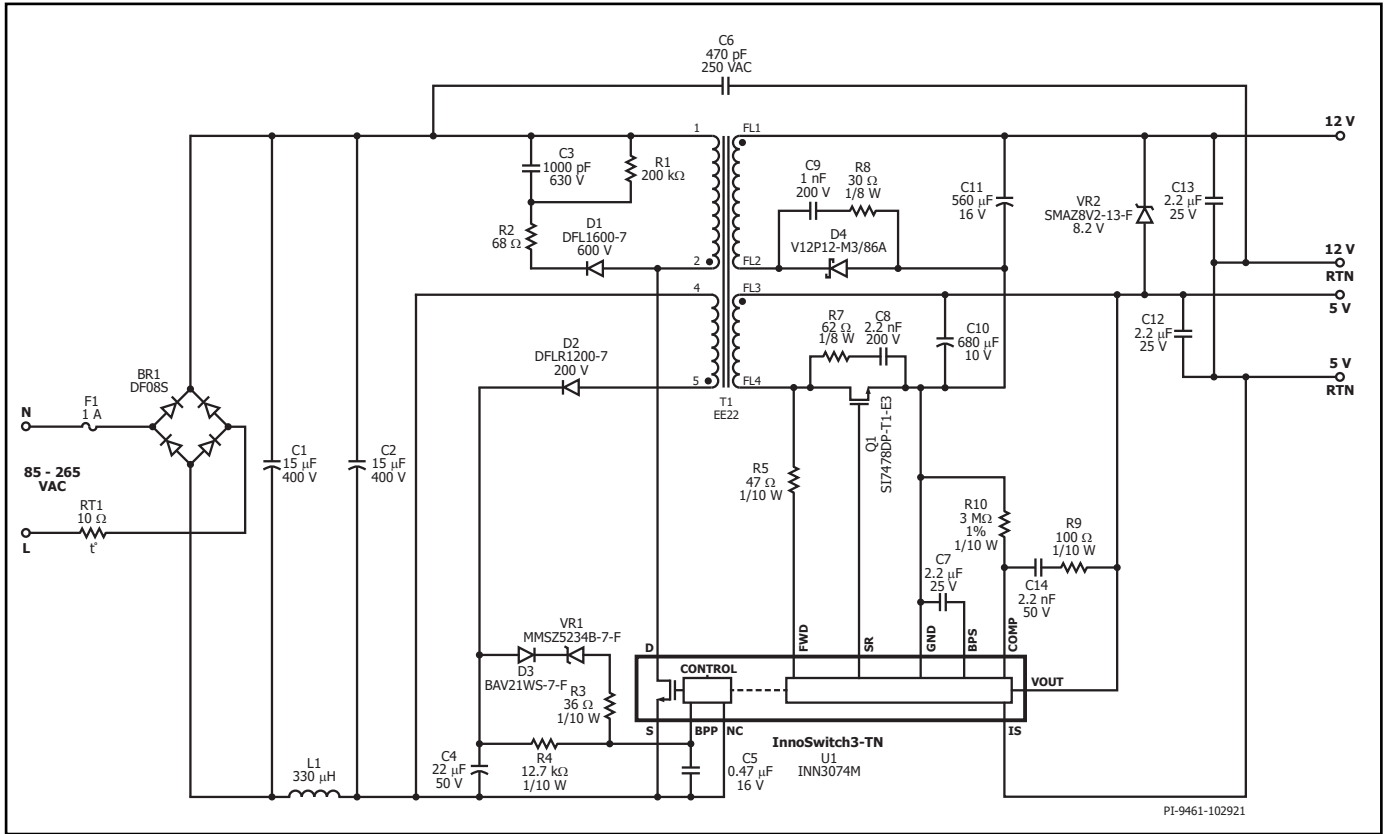 C6
470 pF
250 VAC
12 V
1
FL1
C3
1000 pF
630 V
R1
200 kΩ
C9
1 nF
200 V
R8
30 Ω
1/8 W
C11
560 µF
16 V
VR2
SMAZ8V2-13-F
8.2 V
C13
2.2 µF
25 V
R2
68 Ω
D1
DFL1600-7
600 V
D4
V12P12-M3/86A
2
FL2
12 V
RTN
4
FL3
5 V
R7
62 Ω
1/8 W
C8
2.2 nF
200 V
C10
680 µF
10 V
C12
2.2 µF
25 V
D2
DFLR1200-7
200 V
5
FL4
5 V
RTN
T1
EE22
BR1
DF08S
N
F1
1 A
Q1
SI7478DP-T1-E3
C1
15 µF
400 V
C2
15 µF
400 V
85 - 265
VAC
R5
47 Ω
1/10 W
RT1
10 Ω
t°
L
R10
3 MΩ
1%
1/10 W
R9
100 Ω
1/10 W
C7
2.2 µF
25 V
C14
2.2 nF
50 V
VR1
MMSZ5234B-7-F
D3
BAV21WS-7-F
R3
36 Ω
1/10 W
D
FWD
SR
GND
BPS
COMP
CONTROL
VOUT
S
BPP
NC
IS
InnoSwitch3-TN
U1
INN3074M
C4
22 µF
50 V
R4
12.7 kΩ
1/10 W
C5
0.47 µF
16 V
L1
330 µH
PI-9461-102921